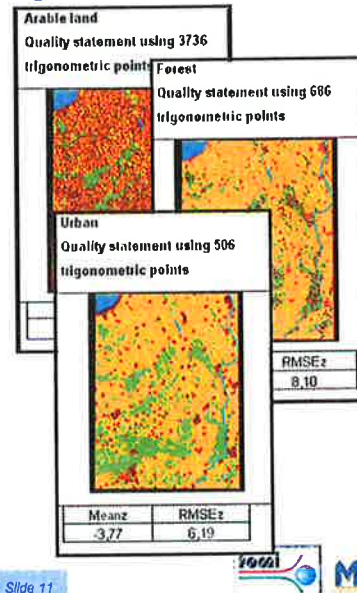 Arable land
Quality statement using 3736
trigonometric points
Forest
Quality statement using 686
trigonometric points
Urban
Quality statement using 506
trigonometric points
RMSEz
8,10
Meanz RMSEz
-3,77 6,19
Slide 11
M